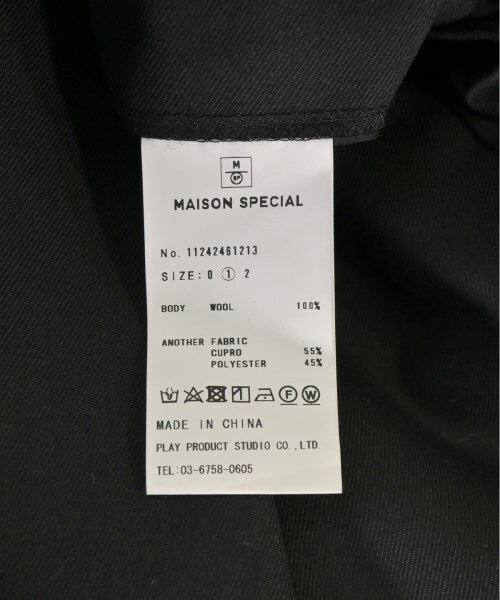 M
SP
MAISON SPECIAL
No. 11242461213
SIZE: 0 ① 2
BODY WOOL 100%
ANOTHER FABRIC
CUPRO 55%
POLYESTER 45%
Ⓕ Ⓦ
MADE IN CHINA
PLAY PRODUCT STUDIO CO.,LTD.
TEL:03-6758-0605